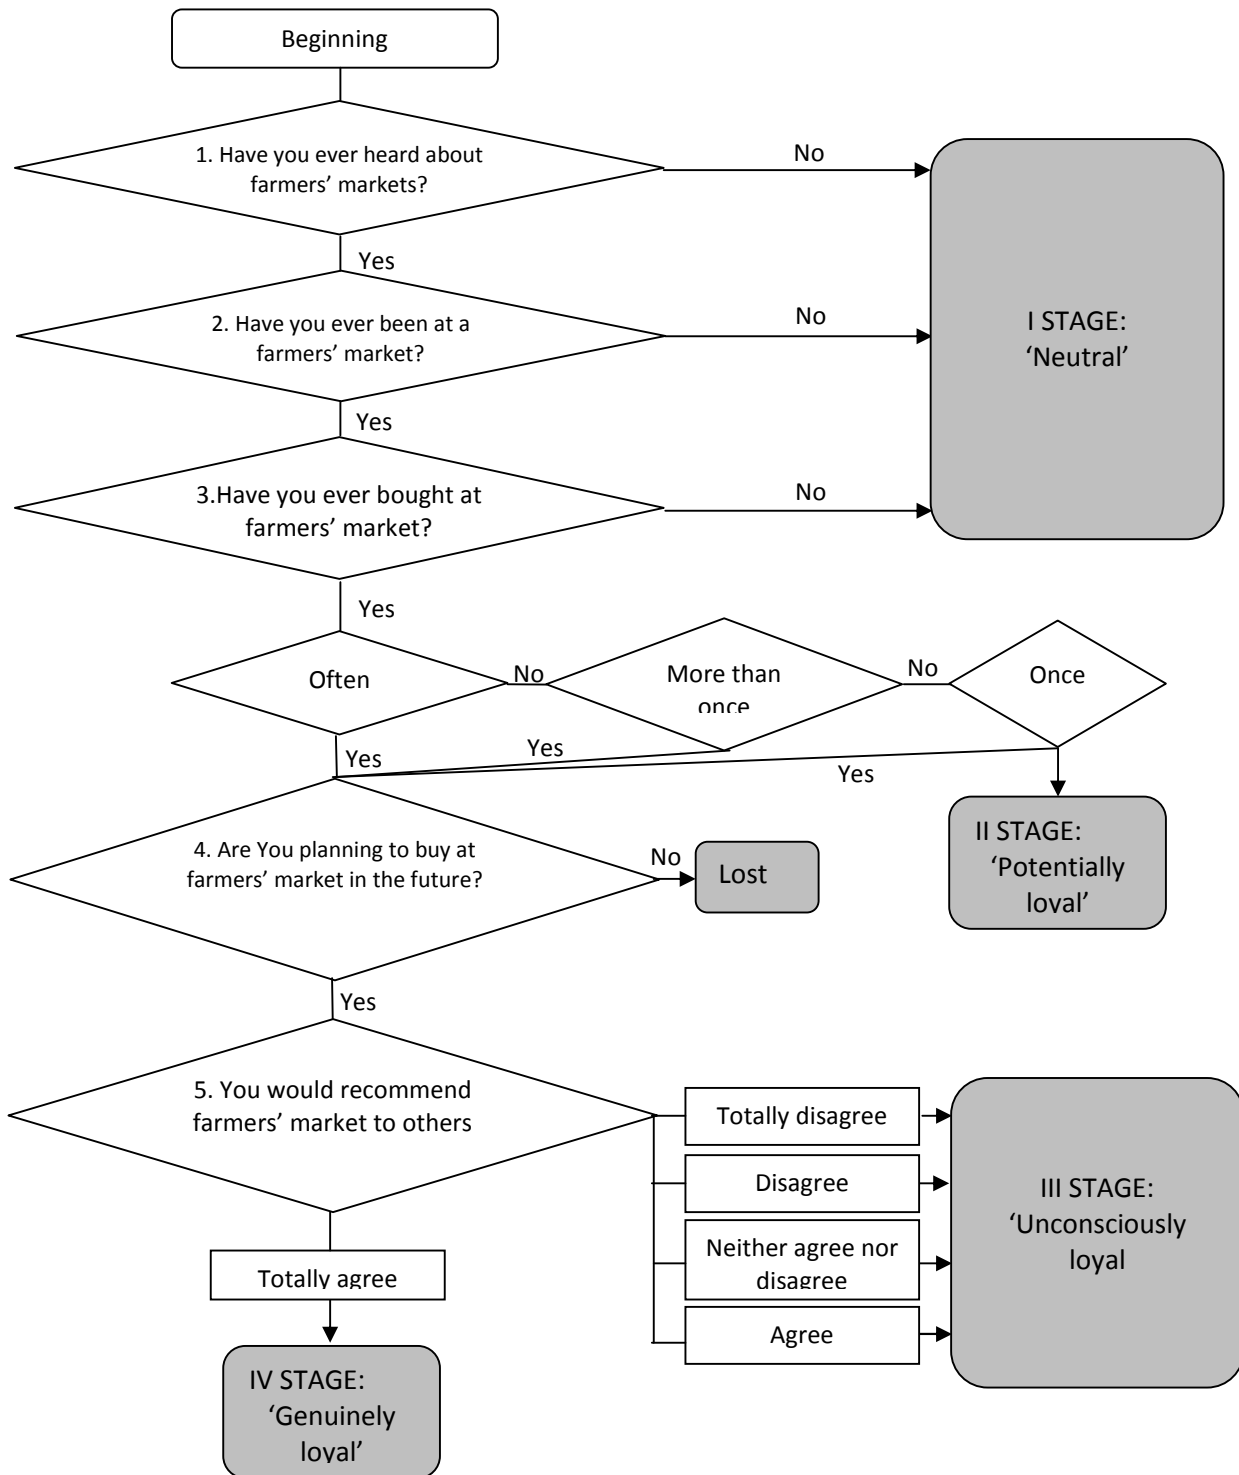 Beginning
1. Have you ever heard about
farmers’ markets?
No
Yes
2. Have you ever been at a
farmers’ market?
No
I STAGE:
‘Neutral’
Yes
3.Have you ever bought at
farmers’ market?
No
Yes
Often
No
More than
once
No
Once
Yes
Yes
Yes
4. Are You planning to buy at
farmers’ market in the future?
No
Lost
II STAGE:
‘Potentially
loyal’
Yes
5. You would recommend
farmers’ market to others
Totally disagree
Disagree
Neither agree nor
disagree
Agree
III STAGE:
‘Unconsciously
loyal
Totally agree
IV STAGE:
‘Genuinely
loyal’